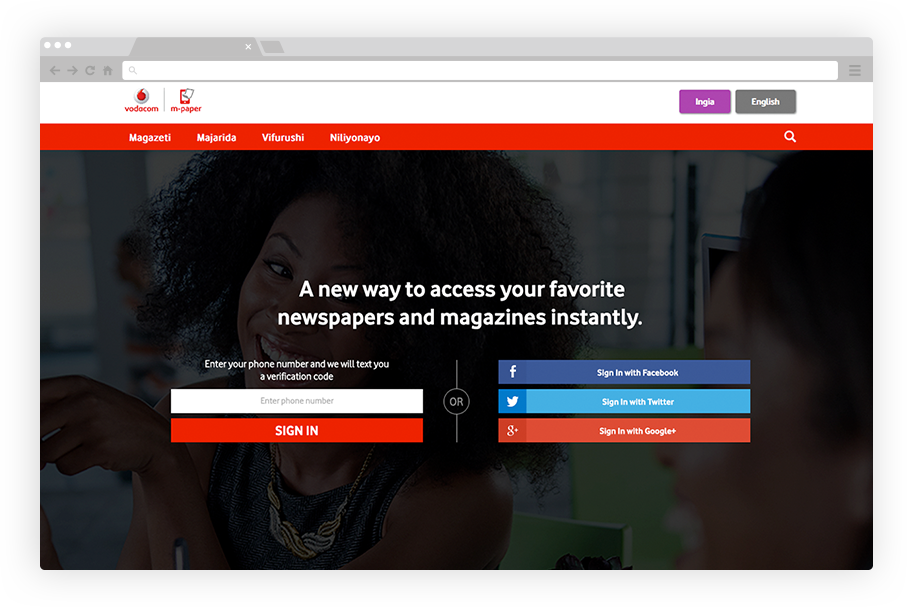 vodacom
m-paper
Ingia
English
Magazeti
Majarida
Vifurushi
Niliyonayo
A new way to access your favorite
newspapers and magazines instantly.
Enter your phone number and we will text you
a verification code
Enter phone number
SIGN IN
OR
f
Sign In with Facebook
Sign In with Twitter
g+
Sign In with Google+